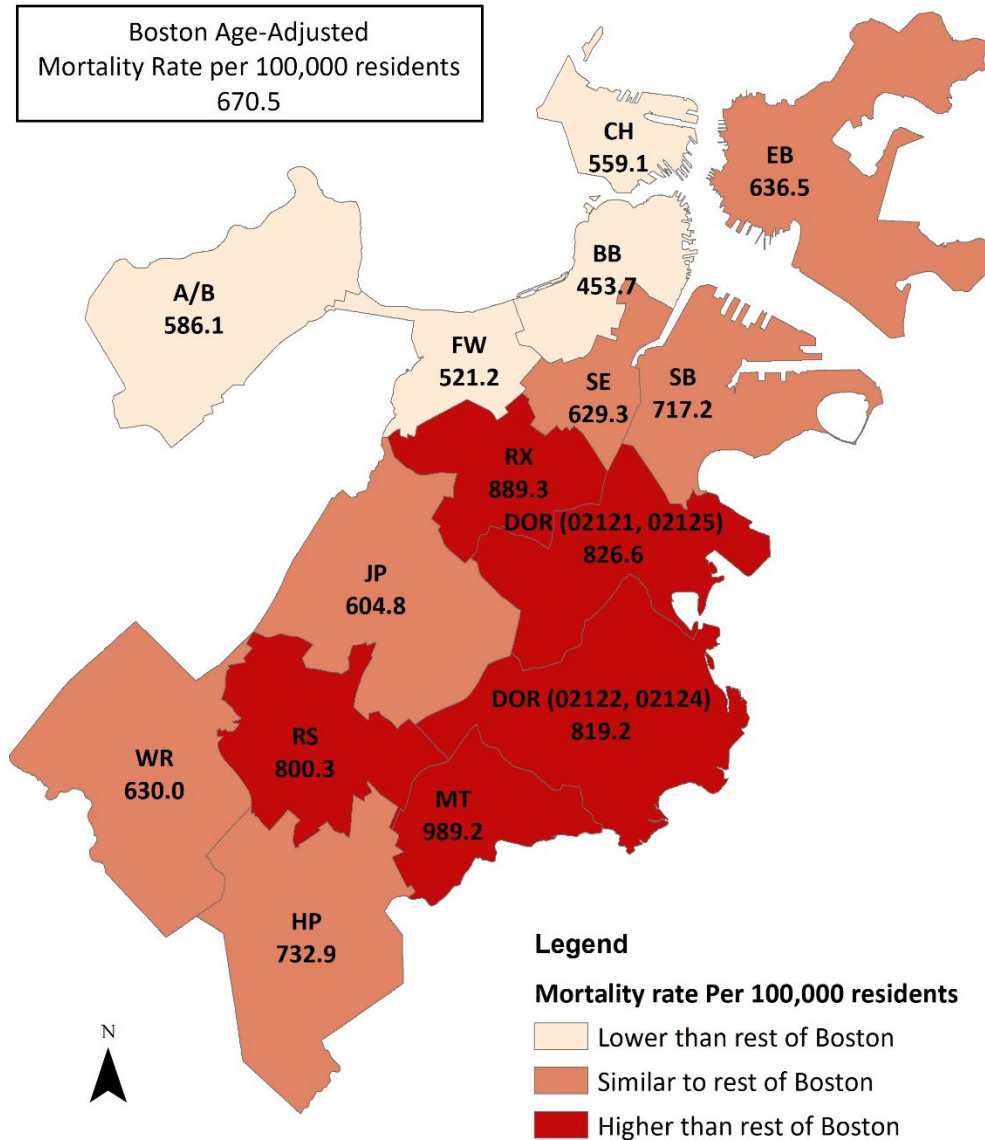 Boston Age-Adjusted
Mortality Rate per 100,000 residents
670.5
CH
559.1
EB
636.5
BB
453.7
A/B
586.1
FW
521.2
SE
629.3
SB
717.2
RX
889.3
DOR (02121, 02125)
826.6
JP
604.8
DOR (02122, 02124)
819.2
RS
800.3
WR
630.0
MT
989.2
HP
732.9
N
Legend
Mortality rate Per 100,000 residents
Lower than rest of Boston
Similar to rest of Boston
Higher than rest of Boston